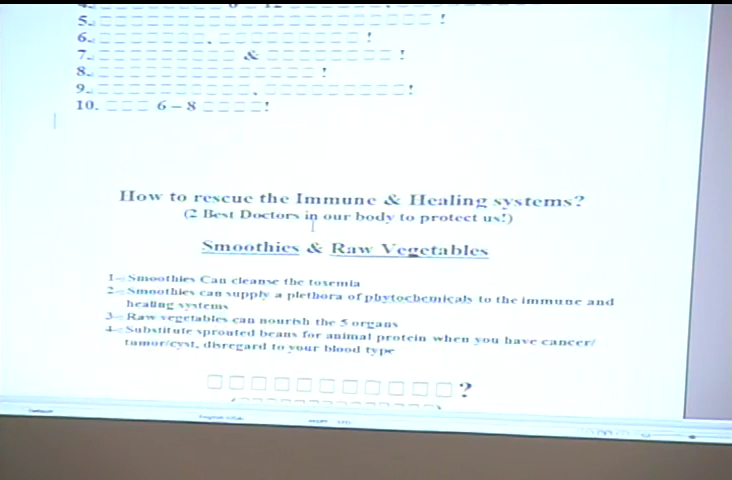 5. □□□□□□□□□□□□□□□□□□□□□□ !
6. □□□□□□□, □□□□□□□□□ !
7. □□□□□□□□□ & □□□□□□□□ !
8. □□□□□□□□□□□□□□ !
9. □□□□□□□□□□, □□□□□□□□□!
10. □□□ 6 – 8 □□□□!
How to rescue the Immune & Healing systems?
(2 Best Doctors in our body to protect us!)
Smoothies & Raw Vegetables
1- Smoothies Can cleanse the toxemia
2- Smoothies can supply a plethora of phytochemicals to the immune and
healing systems
3- Raw vegetables can nourish the 5 organs
4- Substitute sprouted beans for animal protein when you have cancer/
tumor/cyst, disregard to your blood type
□□□□□□□□□□□?